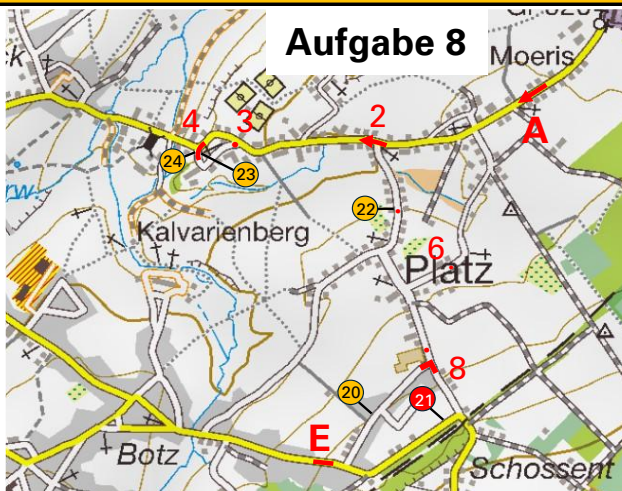 Aufgabe 8
Moeris
A
2
3
4
24
23
22
Kalvarienberg
6
Platz
8
20
21
E
Botz
Schossent